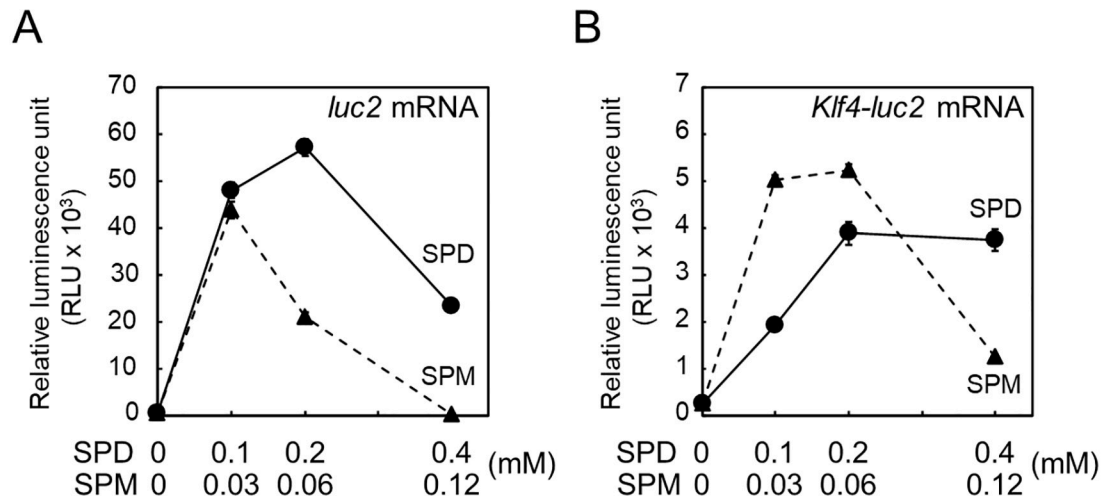 A
Relative luminescence unit
(RLU x 10³)
70
60
50
40
30
20
10
0
luc2 mRNA
SPD
SPM
SPD 0 0.1 0.2 0.4 (mM)
SPM 0 0.03 0.06 0.12
B
Relative luminescence unit
(RLU x 10³)
7
6
5
4
3
2
1
0
Klf4-luc2 mRNA
SPD
SPM
SPD 0 0.1 0.2 0.4 (mM)
SPM 0 0.03 0.06 0.12